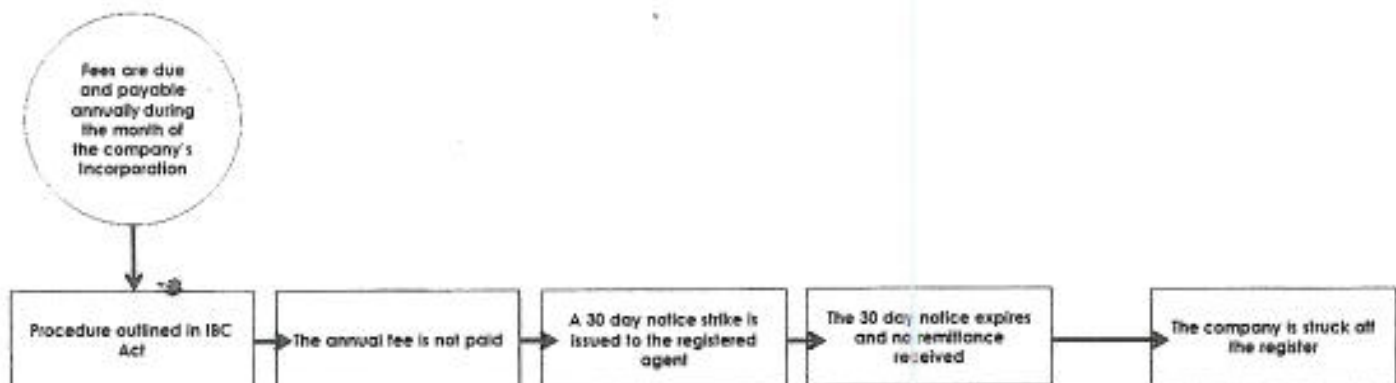 Fees are due
and payable
annually during
the month of
the company's
Incorporation
Procedure outlined in IBC
Act
The annual fee is not paid
A 30 day notice strike is
issued to the registered
agent
The 30 day notice expires
and no remittance
received
The company is struck off
the register